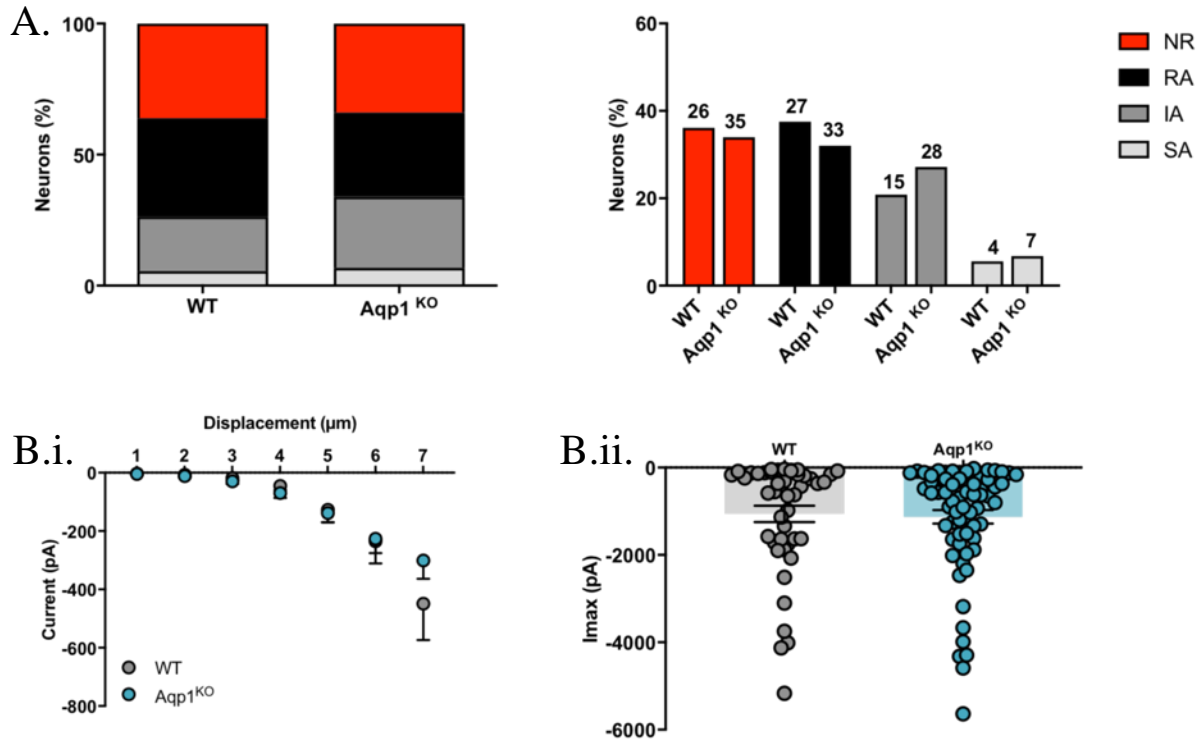 A.
Neurons (%)
100
50
0
WT
Aqp1 KO
Neurons (%)
60
40
20
0
26
35
27
33
15
28
4
7
WT
Aqp1 KO
WT
Aqp1 KO
WT
Aqp1 KO
WT
Aqp1 KO
NR
RA
IA
SA
B.i.
Displacement (μm)
1 2 3 4 5 6 7
Current (pA)
0
-200
-400
-600
-800
WT
Aqp1KO
B.ii.
WT
Aqp1KO
Imax (pA)
0
-2000
-4000
-6000